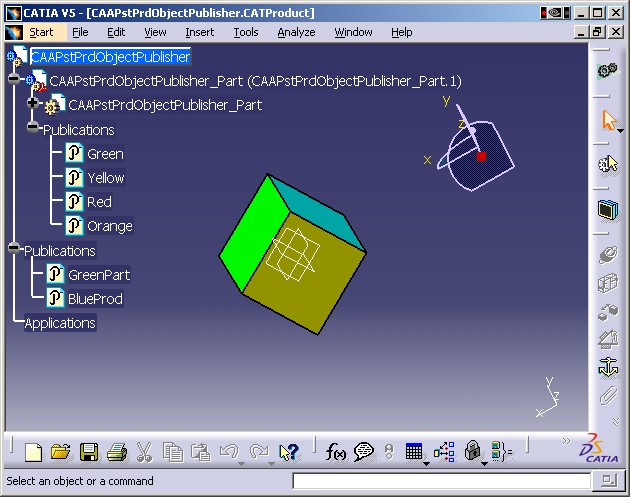 CATIA V5 - [CAAPstPrdObjectPublisher.CATProduct]
Start File Edit View Insert Tools Analyze Window Help
CAAPstPrdObjectPublisher
CAAPstPrdObjectPublisher_Part (CAAPstPrdObjectPublisher_Part.1)
CAAPstPrdObjectPublisher_Part
Publications
Green
Yellow
Red
Orange
Publications
GreenPart
BlueProd
Applications
y
z
x
y
z
x
f(x)
CATIA
Select an object or a command